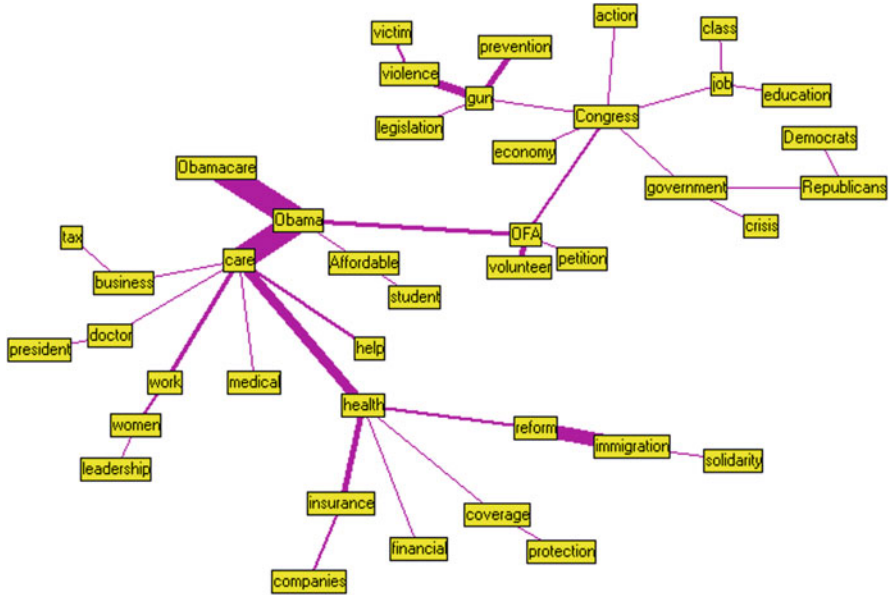 action
victim
class
prevention
violence
job
gun
education
Congress
legislation
economy
Democrats
Obamacare
government
Republicans
Obama
crisis
tax
OFA
care
Affordable
volunteer
petition
business
student
doctor
president
help
work
medical
health
women
reform
immigration
leadership
solidarity
insurance
coverage
financial
protection
companies